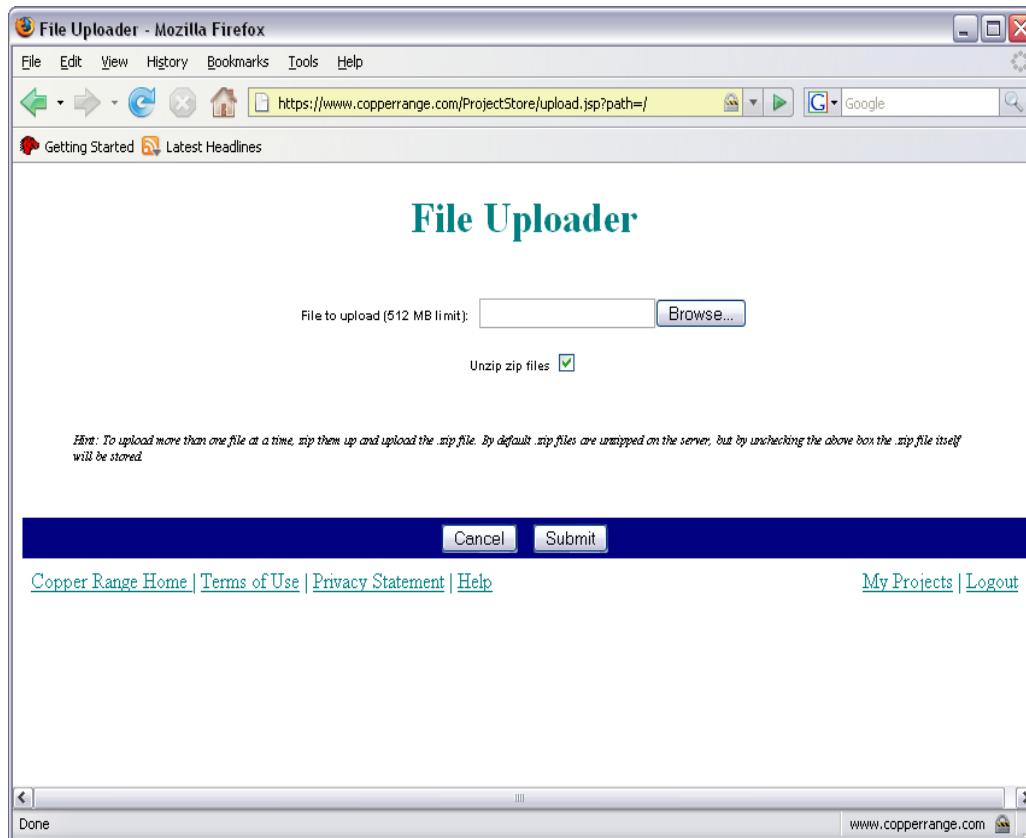 File Uploader - Mozilla Firefox
File Edit View History Bookmarks Tools Help
https://www.copperrange.com/ProjectStore/upload.jsp?path=/ G Google
Getting Started Latest Headlines
File Uploader
File to upload (512 MB limit): Browse...
Unzip zip files
Hint: To upload more than one file at a time, zip them up and upload the .zip file. By default .zip files are unzipped on the server, but by unchecking the above box the .zip file itself
will be stored.
Cancel Submit
Copper Range Home | Terms of Use | Privacy Statement | Help My Projects | Logout
Done www.copperrange.com